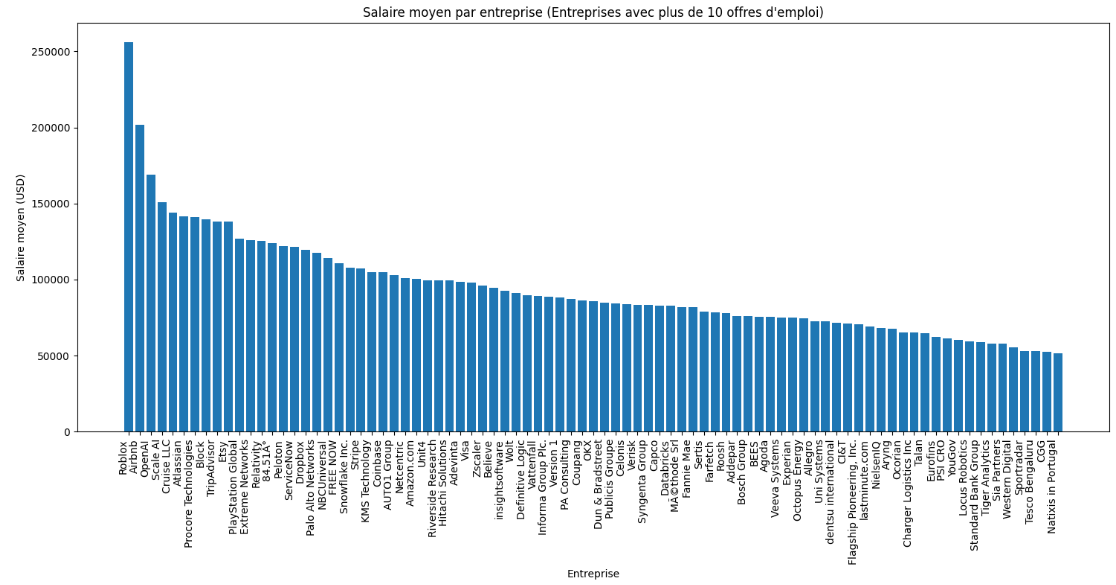 Salaire moyen par entreprise (Entreprises avec plus de 10 offres d'emploi)
Salaire moyen (USD)
250000
200000
150000
100000
50000
0
Roblox
Airbnb
OpenAI
Scale AI
Cruise LLC
Atlassian
Procore Technologies
Block
TripAdvisor
Etsy
PlayStation Global
Extreme Networks
Relativity
84.51Â°
Peloton
ServiceNow
Dropbox
Palo Alto Networks
NBCUniversal
FREE NOW
Snowflake Inc.
Stripe
KMS Technology
Coinbase
AUTO1 Group
Netcentric
Amazon.com
Unit4
Riverside Research
Hitachi Solutions
Adevinta
Visa
Zscaler
Believe
insightsoftware
Wolt
Definitive Logic
Vattenfall
Informa Group Plc.
Version 1
PA Consulting
Coupang
OKX
Dun & Bradstreet
Publicis Groupe
Celonis
Verisk
Syngenta Group
Capco
Databricks
MÃ©thode Srl
Fannie Mae
Sertis
Farfetch
Roosh
Addepar
Bosch Group
BEES
Agoda
Veeva Systems
Experian
Octopus Energy
Allegro
Uni Systems
dentsu international
C&T
Flagship Pioneering, Inc.
lastminute.com
NielsenIQ
Aryng
Ocorian
Charger Logistics Inc
Talan
Eurofins
PSI CRO
YouGov
Locus Robotics
Standard Bank Group
Tiger Analytics
Sia Partners
Western Digital
Sportradar
Tesco Bengaluru
CGG
Natixis in Portugal
Entreprise